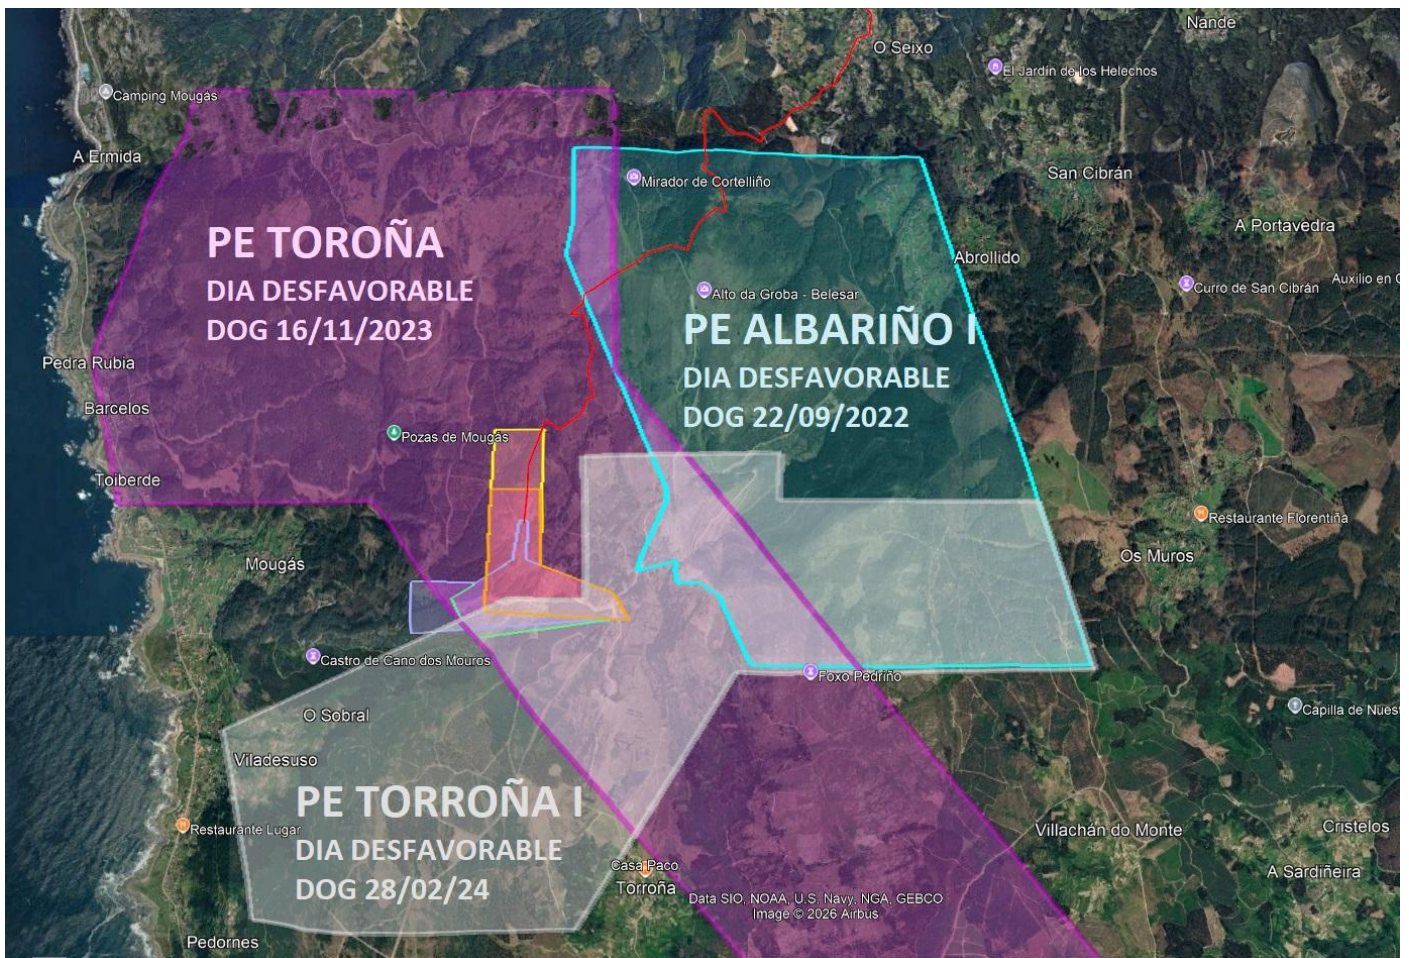 Nande
O Seixo
El Jardín de los Helechos
Camping Mougás
A Ermida
San Cibrán
Mirador de Cortelliño
A Portavedra
PE TOROÑA
DIA DESFAVORABLE
DOG 16/11/2023
Abrollido
Auxilio en
Curro de San Cibrán
Alto da Groba - Belesar
PE ALBARIÑO I
DIA DESFAVORABLE
DOG 22/09/2022
Pedra Rubia
Barcelos
Pozas de Mougás
Toiberde
Restaurante Florentiña
Os Muros
Mougás
Castro de Cano dos Mouros
Foxo Pedriño
O Sobral
Capilla de Nues
Viladesuso
PE TORROÑA I
DIA DESFAVORABLE
DOG 28/02/24
Restaurante Lugar
Villachán do Monte
Cristelos
Casa Paco
Torroña
A Sardiñeira
Data SIO, NOAA, U.S. Navy, NGA, GEBCO
Image © 2026 Airbus
Pedornes